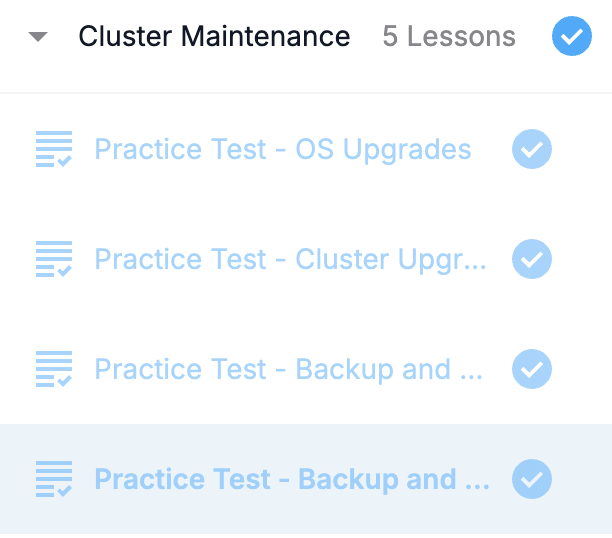 Cluster Maintenance 5 Lessons
Practice Test - OS Upgrades
Practice Test - Cluster Upgr...
Practice Test - Backup and ...
Practice Test - Backup and ...